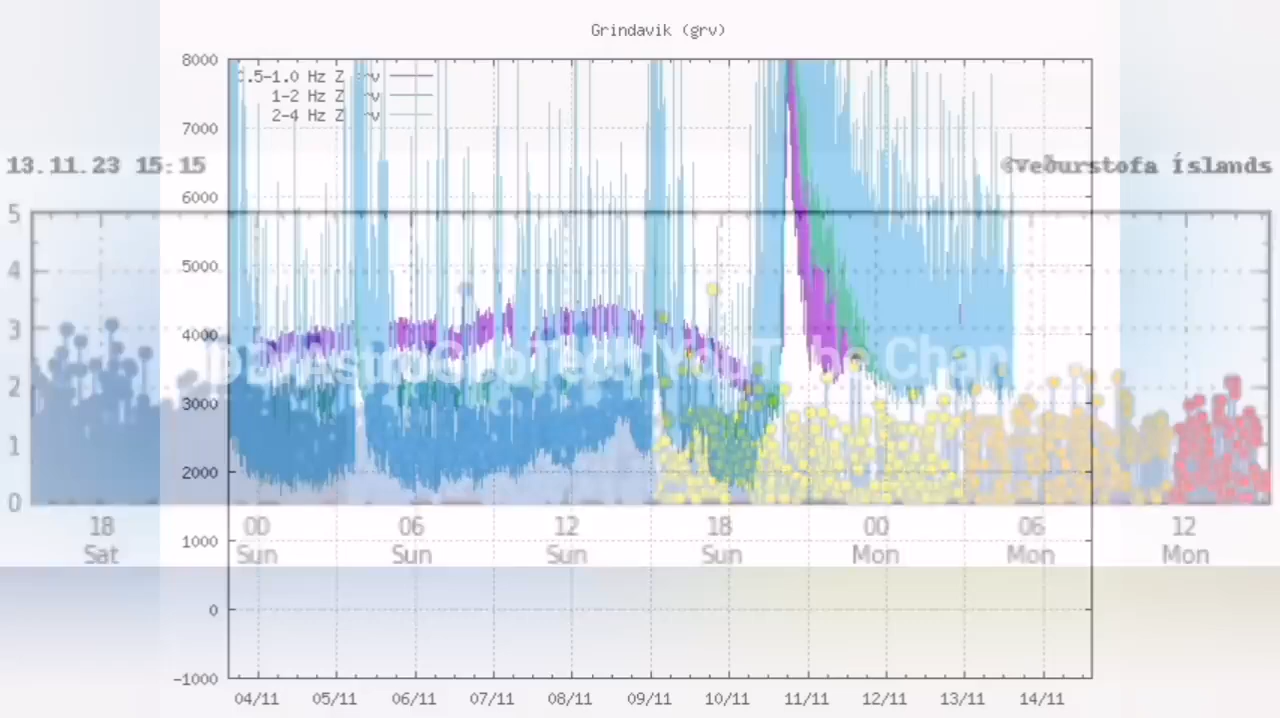 Grindavik (grv)
8000
0.5-1.0 Hz Z
1-2 Hz Z
2-4 Hz Z
7000
13.11.23 15:15
©Veðurstofa Íslands
6000
5
5000
4
4000
3
YouTube Chan
2
3000
1
2000
0
18 00 06 12 18 00 06 12
1000
Sat Sun Sun Sun Sun Mon Mon Mon
0
-1000
04/11 05/11 06/11 07/11 08/11 09/11 10/11 11/11 12/11 13/11 14/11